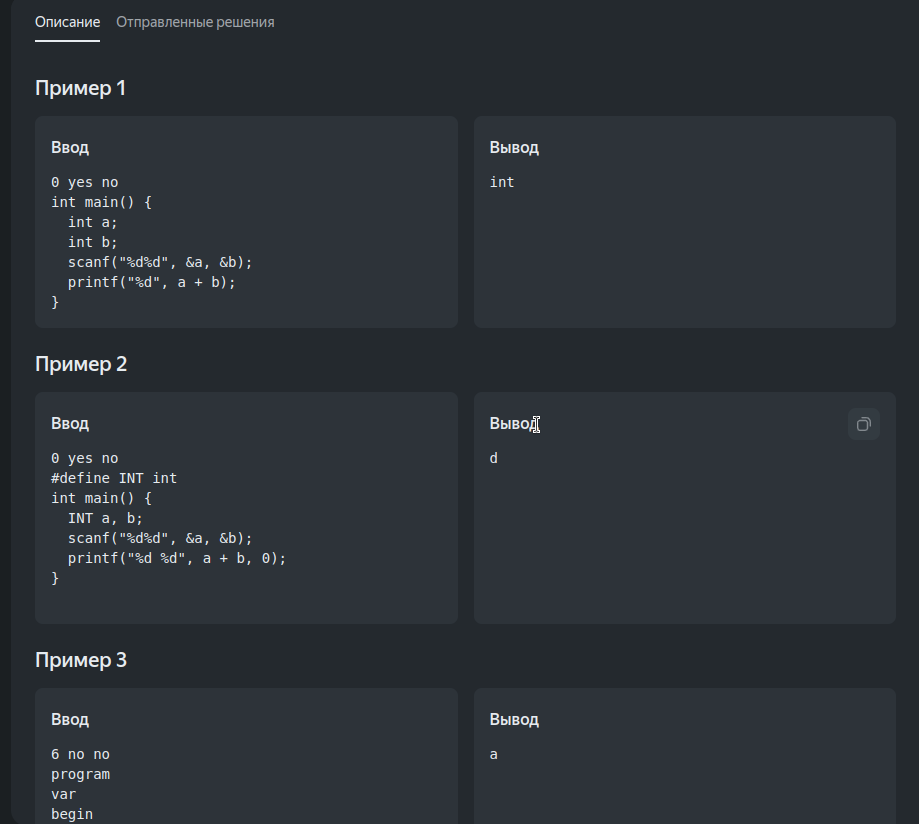 Описание Отправленные решения
Пример 1
Ввод
0 yes no
int main() {
  int a;
  int b;
  scanf("%d%d", &a, &b);
  printf("%d", a + b);
}
Вывод
int
Пример 2
Ввод
0 yes no
#define INT int
int main() {
  INT a, b;
  scanf("%d%d", &a, &b);
  printf("%d %d", a + b, 0);
}
Вывод
d
Пример 3
Ввод
6 no no
program
var
begin
Вывод
a